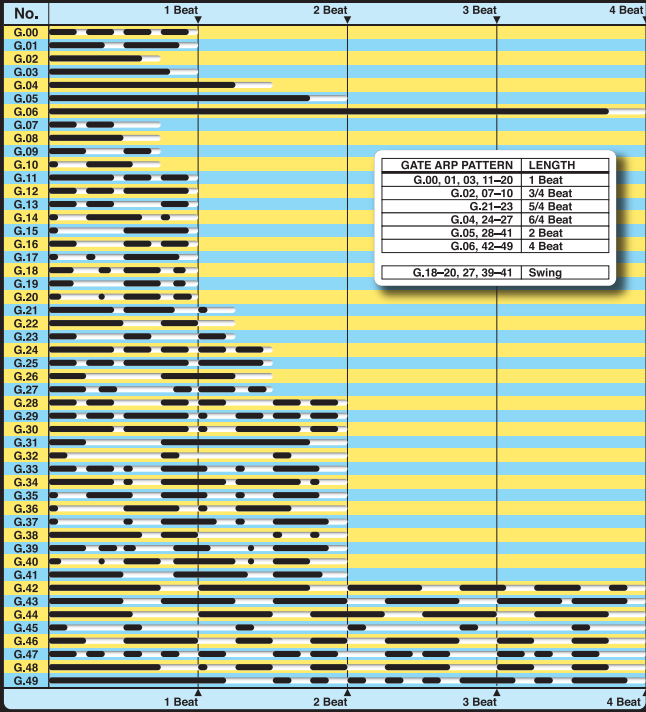 No. 1 Beat 2 Beat 3 Beat 4 Beat
G.00
G.01
G.02
G.03
G.04
G.05
G.06
G.07
G.08
G.09
G.10
G.11
G.12
G.13
G.14
G.15
G.16
G.17
G.18
G.19
G.20
G.21
G.22
G.23
G.24
G.25
G.26
G.27
G.28
G.29
G.30
G.31
G.32
G.33
G.34
G.35
G.36
G.37
G.38
G.39
G.40
G.41
G.42
G.43
G.44
G.45
G.46
G.47
G.48
G.49
GATE ARP PATTERN LENGTH
G.00, 01, 03, 11–20 1 Beat
G.02, 07–10 3/4 Beat
G.21–23 5/4 Beat
G.04, 24–27 6/4 Beat
G.05, 28–41 2 Beat
G.06, 42–49 4 Beat
G.18–20, 27, 39–41 Swing
1 Beat 2 Beat 3 Beat 4 Beat